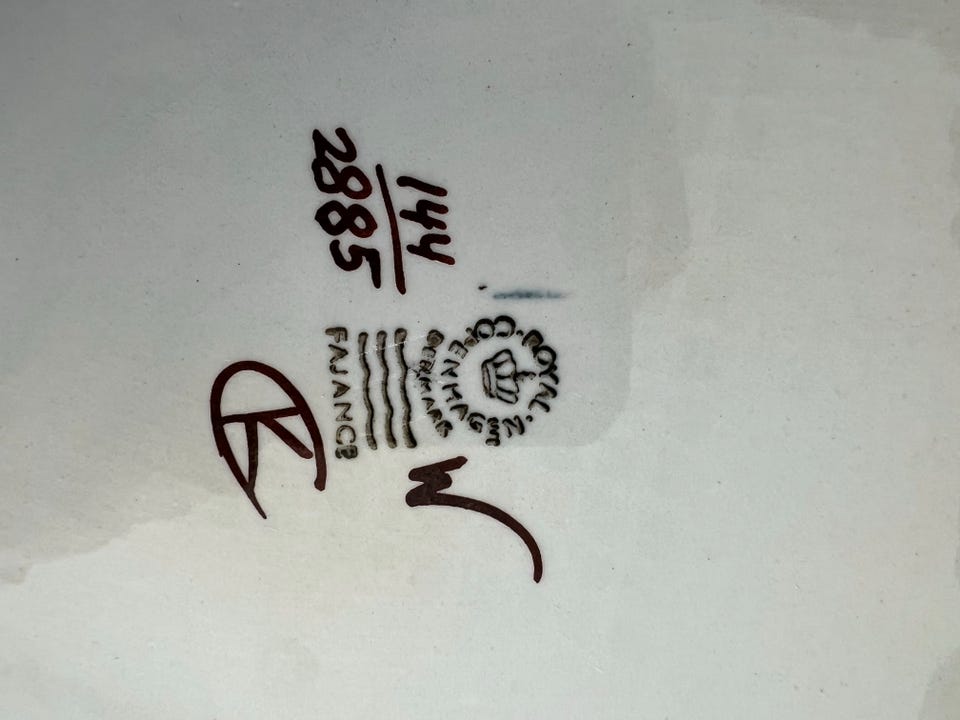 144
2885
ROYAL
COPENHAGEN
DENMARK
FAJANCE